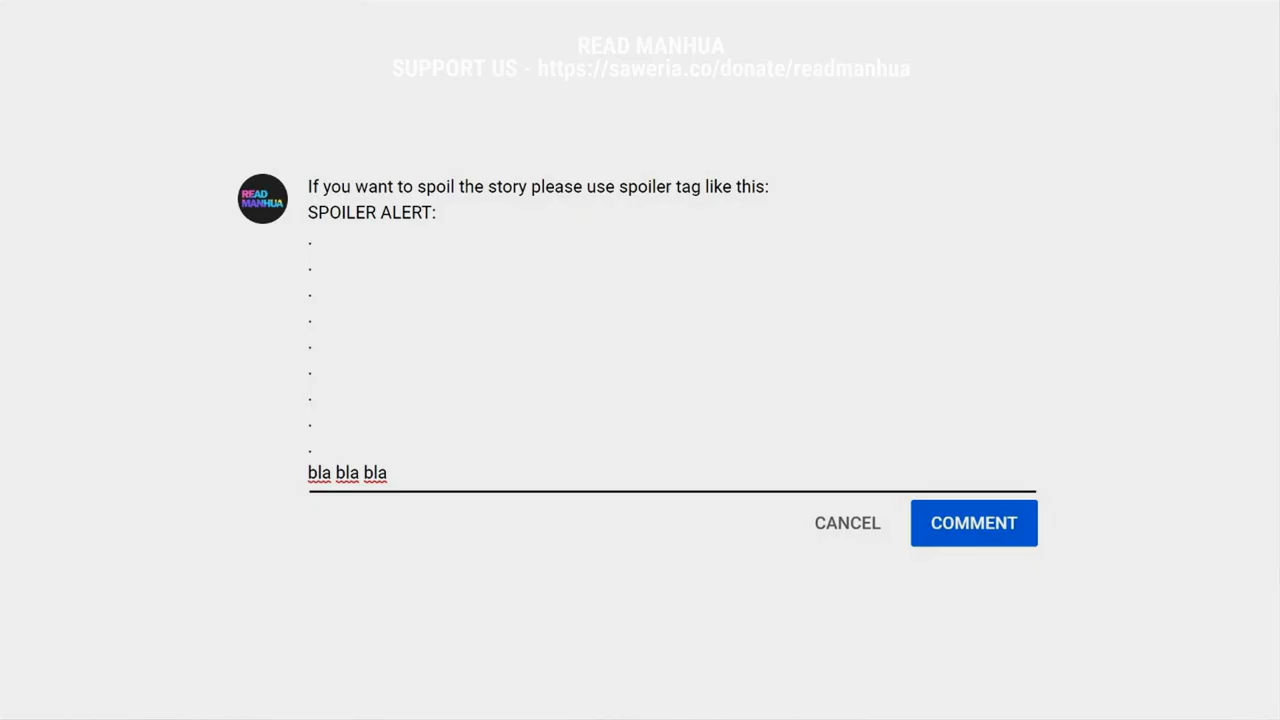 READ MANHUA
SUPPORT US - https://saweria.co/donate/readmanhua
READ
MANHUA
If you want to spoil the story please use spoiler tag like this:
SPOILER ALERT:
.
.
.
.
.
.
.
.
.
bla bla bla
CANCEL
COMMENT